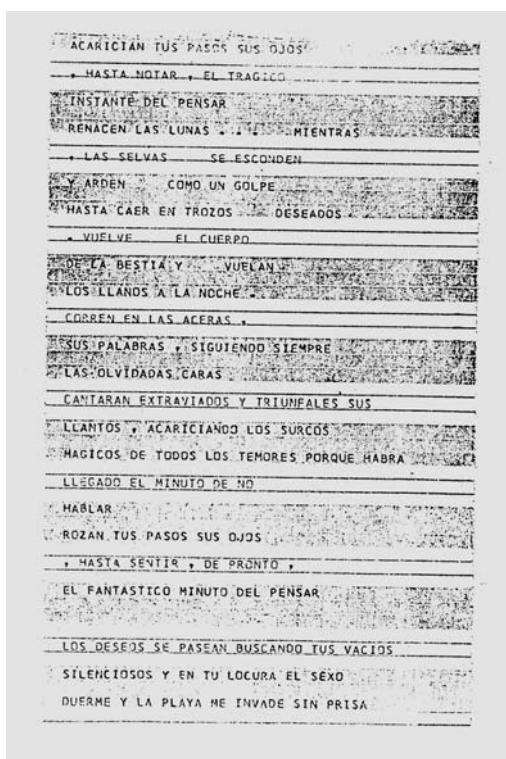 ACARICIAN TUS PASOS SUS OJOS
, HASTA NOTAR , EL TRAGICO
INSTANTE DEL PENSAR
RENACEN LAS LUNAS . . . MIENTRAS
, LAS SELVAS SE ESCONDEN
Y ARDEN COMO UN GOLPE
HASTA CAER EN TROZOS DESEADOS
. VUELVE EL CUERPO
DE LA BESTIA Y VUELAN
LOS LLANOS A LA NOCHE .
CORREN EN LAS ACERAS ,
SUS PALABRAS , SIGUIENDO SIEMPRE
LAS OLVIDADAS CARAS
CANTARAN EXTRAVIADOS Y TRIUNFALES SUS
LLANTOS , ACARICIANDO LOS SURCOS
MAGICOS DE TODOS LOS TEMORES PORQUE HABRA
LLEGADO EL MINUTO DE NO
HABLAR
ROZAN TUS PASOS SUS OJOS
, HASTA SENTIR , DE PRONTO ,
EL FANTASTICO MINUTO DEL PENSAR
LOS DESEOS SE PASEAN BUSCANDO TUS VACIOS
SILENCIOSOS Y EN TU LOCURA EL SEXO
DUERME Y LA PLAYA ME INVADE SIN PRISA